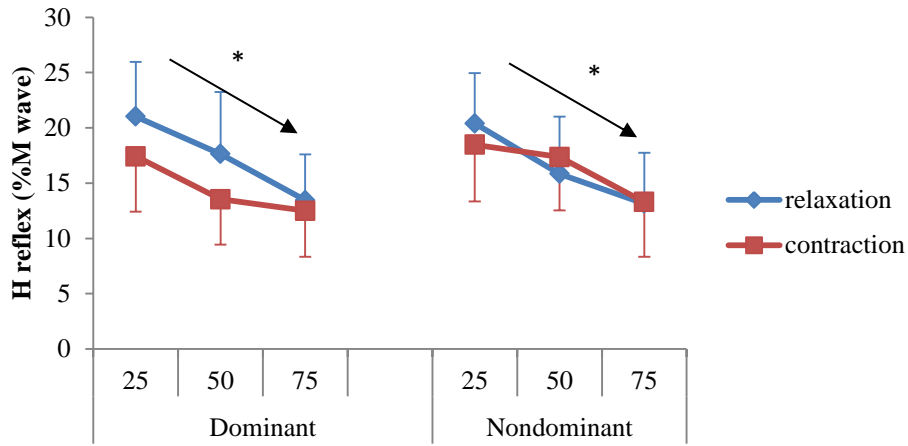 H reflex (%M wave)
30
25
20
15
10
5
0
*
*
25 50 75 25 50 75
Dominant Nondominant
relaxation
contraction